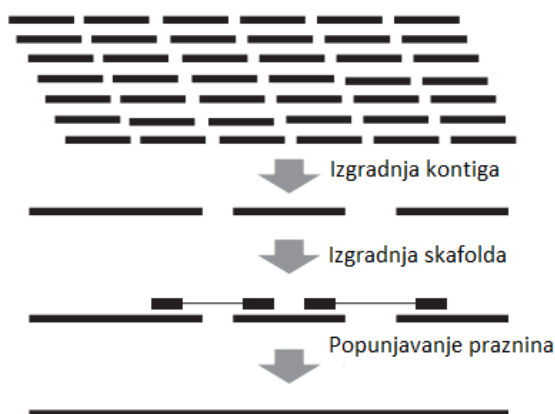 Izgradnja kontiga
Izgradnja skafolda
Popunjavanje praznina